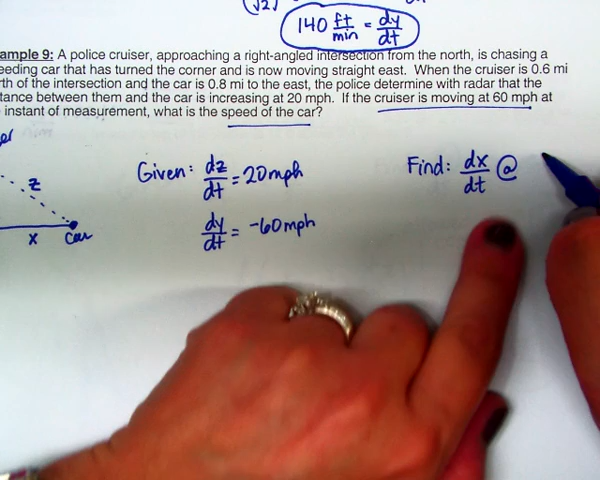 140 ft/min = dy/dt
ample 9: A police cruiser, approaching a right-angled intersection from the north, is chasing a
eeding car that has turned the corner and is now moving straight east. When the cruiser is 0.6 mi
rth of the intersection and the car is 0.8 mi to the east, the police determine with radar that the
tance between them and the car is increasing at 20 mph. If the cruiser is moving at 60 mph at
instant of measurement, what is the speed of the car?
Given: dz/dt = 20mph
Find: dx/dt @
z
dy/dt = -60mph
x car